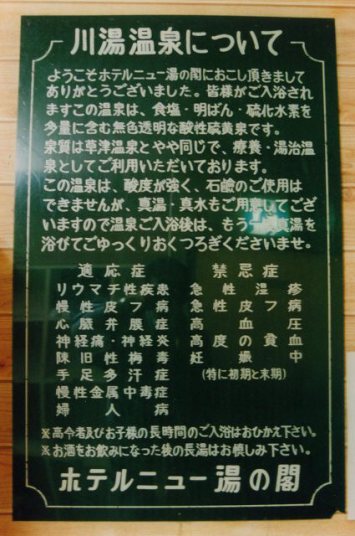 川湯温泉について
ようこそホテルニュー湯の閣におこし頂きまして
ありがとうございました。皆様がご入浴され
ますこの温泉は、食塩・明ばん・硫化水素を
今量に含む無色透明な酸性硫黄泉です。
泉質は草津温泉とやや同じで、療養・湯治温
泉としてご利用いただいております。
この温泉は、酸度が強く、石鹸のご使用は
できませんが、真湯・真水もご用意してござ
いますので温泉ご入浴後は、もう一度真湯を
浴びてごゆっくりおくつろぎくださいませ。
適応症
リウマチ性疾患
慢性皮フ病
心臓弁膜症
神経痛・神経炎
陳旧性梅毒
手足多汗症
慢性金属中毒症
婦人病
禁忌症
急性湿疹
急性皮フ病
高血圧
高度の貧血
妊娠中
(特に初期と末期)
※高令者及びお子様の長時間のご入浴はおひかえ下さい。
※お酒をお飲みになった後の長湯はお慎しみ下さい。
ホテルニュー湯の閣